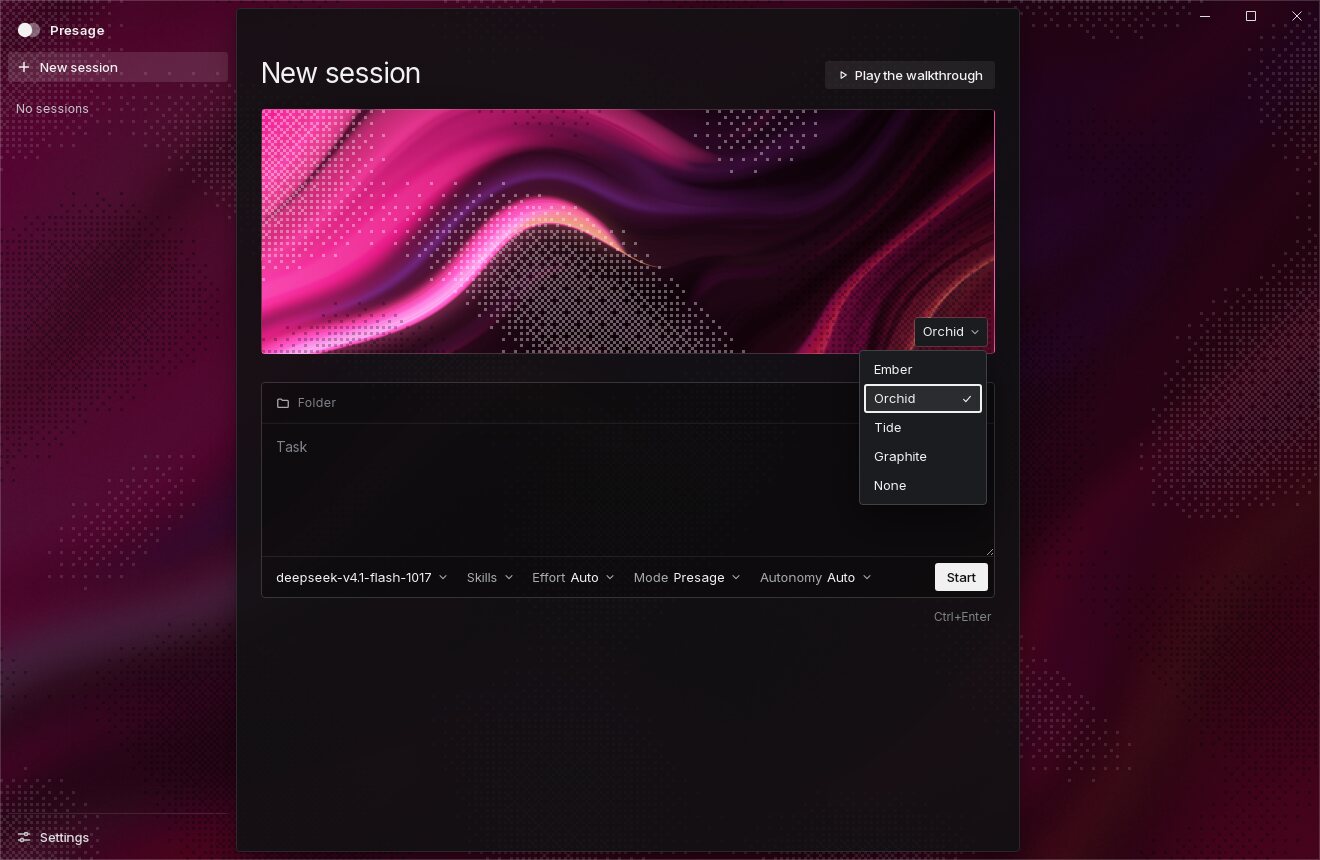 Presage
New session
No sessions
New session
Play the walkthrough
Orchid
Ember
Orchid
Tide
Graphite
None
Folder
Task
deepseek-v4.1-flash-1017 Skills Effort Auto Mode Presage Autonomy Auto Start
Ctrl+Enter
Settings